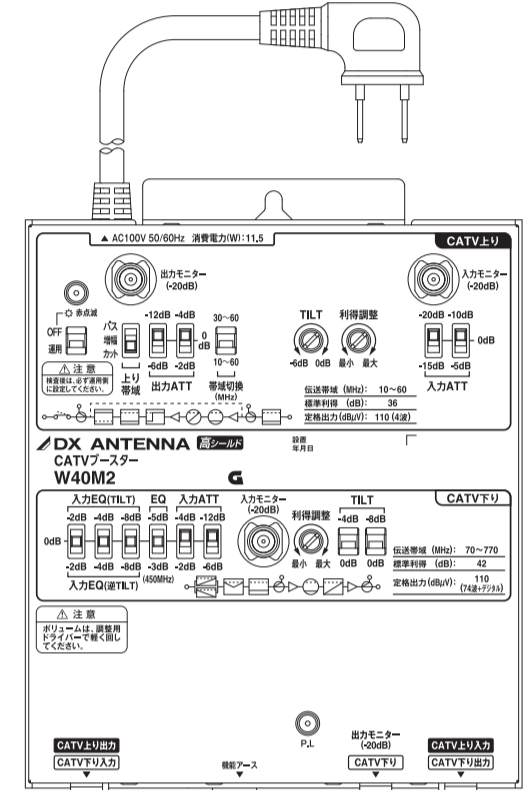 ▲ AC100V 50/60Hz 消費電力(W):11.5
CATV上り
出力モニター
(-20dB)
入力モニター
(-20dB)
赤点滅
OFF
運用
パス
増幅
カット
上り
帯域
-12dB -4dB
0
dB
-6dB -2dB
出力ATT
30〜60
10〜60
帯域切換
(MHz)
TILT
-6dB 0dB
利得調整
最小 最大
-20dB -10dB
0dB
-15dB -5dB
入力ATT
⚠ 注意
検査後は、必ず運用側
に設定してください。
伝送帯域 (MHz): 10〜60
標準利得 (dB): 36
定格出力(dBμV): 110 (4波)
DX ANTENNA 高シールド
設置
年月日
CATVブースター
W40M2
G
CATV下り
入力EQ(TILT) EQ 入力ATT
-2dB -4dB -8dB -5dB -4dB -12dB
0dB
-2dB -4dB -8dB -3dB -2dB -6dB
入力EQ(逆TILT) (450MHz)
入力モニター
(-20dB)
利得調整
最小 最大
TILT
-4dB -8dB
0dB 0dB
伝送帯域 (MHz): 70〜770
標準利得 (dB): 42
定格出力(dBμV): 110
(74波+デジタル)
⚠ 注意
ボリュームは、調整用
ドライバーで軽く回し
てください。
P.L
CATV上り出力
CATV下り入力
機能アース
出力モニター
(-20dB)
CATV下り
CATV上り入力
CATV下り出力